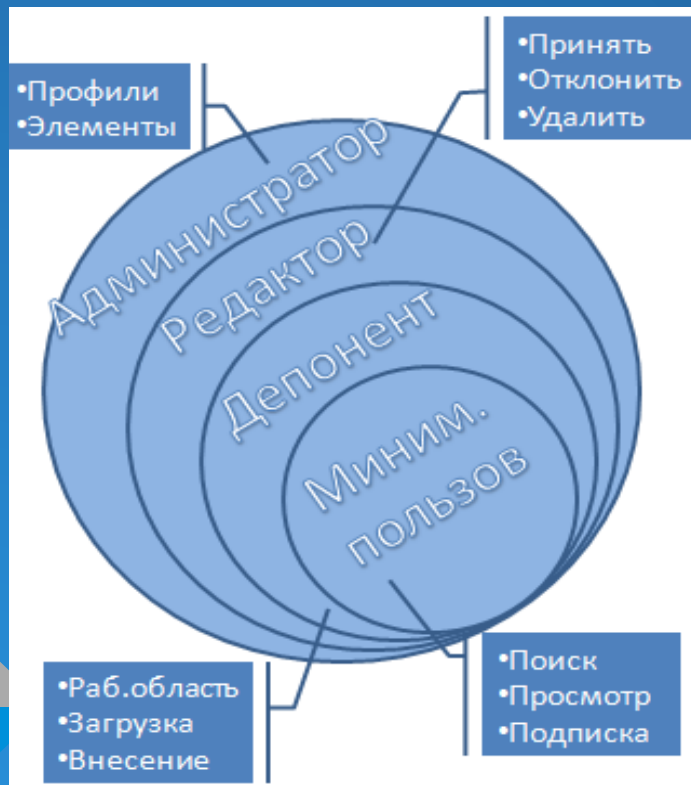 •Профили
•Элементы
•Принять
•Отклонить
•Удалить
Администратор
Редактор
Депонент
Миним.
пользов
•Раб.область
•Загрузка
•Внесение
•Поиск
•Просмотр
•Подписка